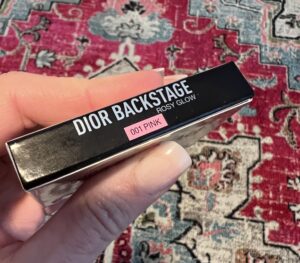 DIOR BACKSTAGE
ROSY GLOW
001 PINK